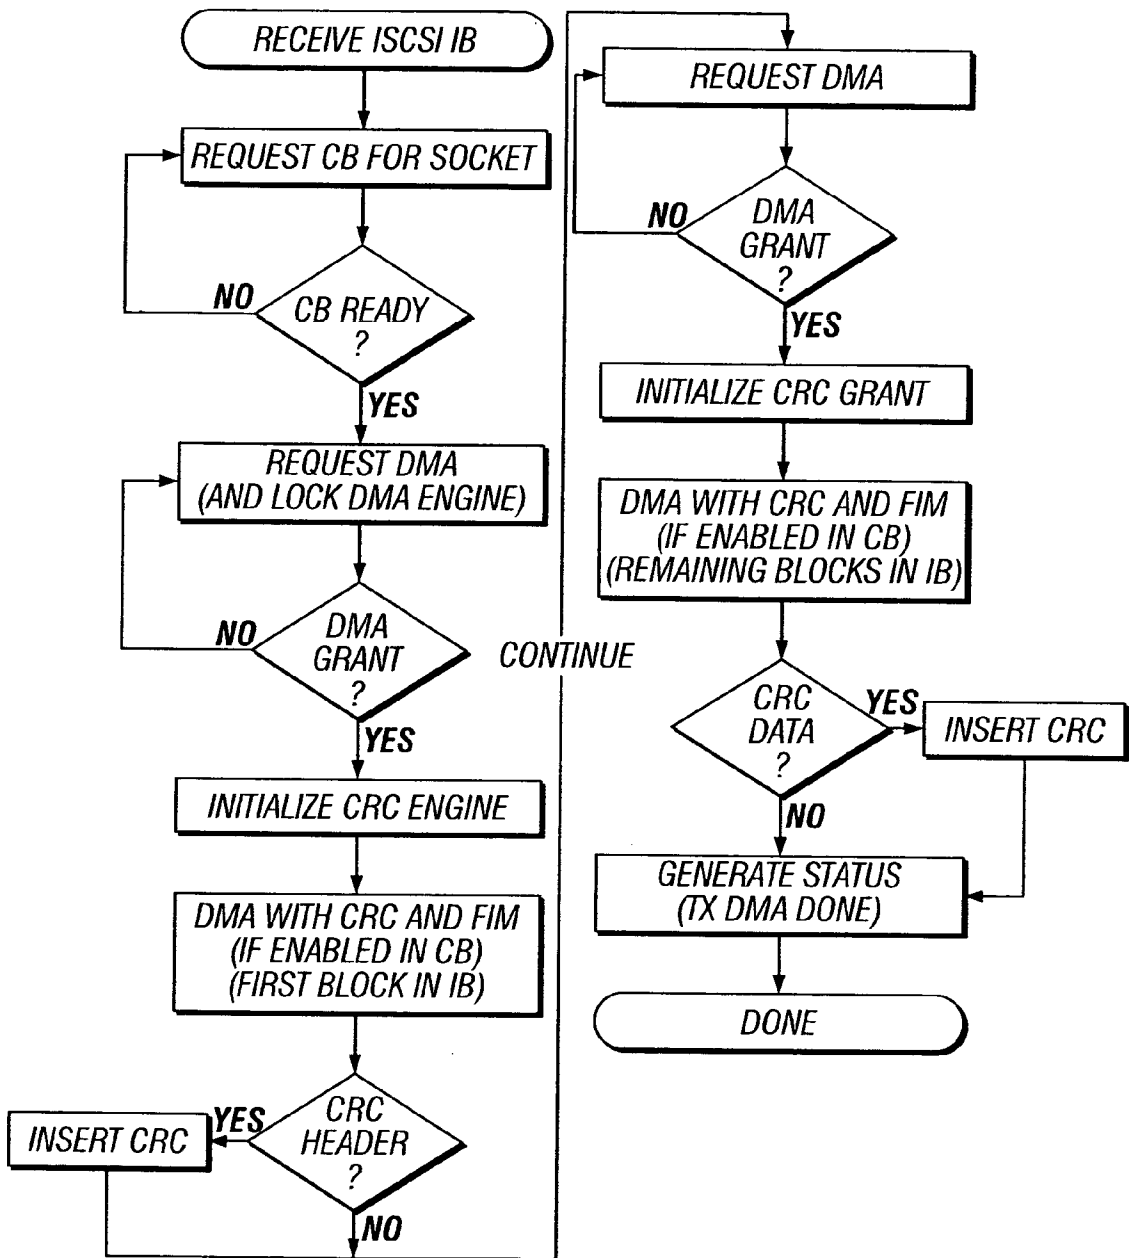 RECEIVE ISCSI IB
REQUEST CB FOR SOCKET
NO
CB READY
?
YES
REQUEST DMA
(AND LOCK DMA ENGINE)
NO
DMA
GRANT
?
YES
INITIALIZE CRC ENGINE
DMA WITH CRC AND FIM
(IF ENABLED IN CB)
(FIRST BLOCK IN IB)
YES
CRC
HEADER
?
INSERT CRC
NO
CONTINUE
REQUEST DMA
NO
DMA
GRANT
?
YES
INITIALIZE CRC GRANT
DMA WITH CRC AND FIM
(IF ENABLED IN CB)
(REMAINING BLOCKS IN IB)
CRC
DATA
?
YES
INSERT CRC
NO
GENERATE STATUS
(TX DMA DONE)
DONE